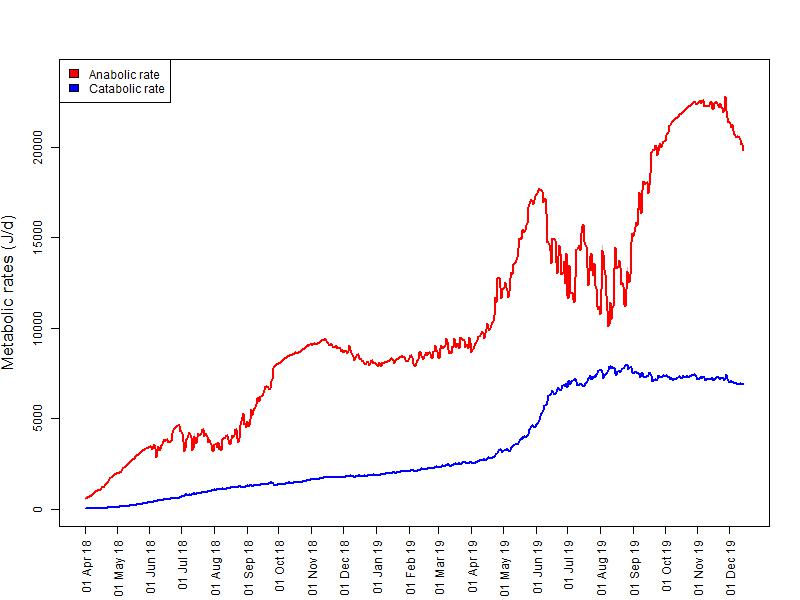 Anabolic rate
Catabolic rate
Metabolic rates (J/d)
20000
15000
10000
5000
0
01 Apr 18
01 May 18
01 Jun 18
01 Jul 18
01 Aug 18
01 Sep 18
01 Oct 18
01 Nov 18
01 Dec 18
01 Jan 19
01 Feb 19
01 Mar 19
01 Apr 19
01 May 19
01 Jun 19
01 Jul 19
01 Aug 19
01 Sep 19
01 Oct 19
01 Nov 19
01 Dec 19